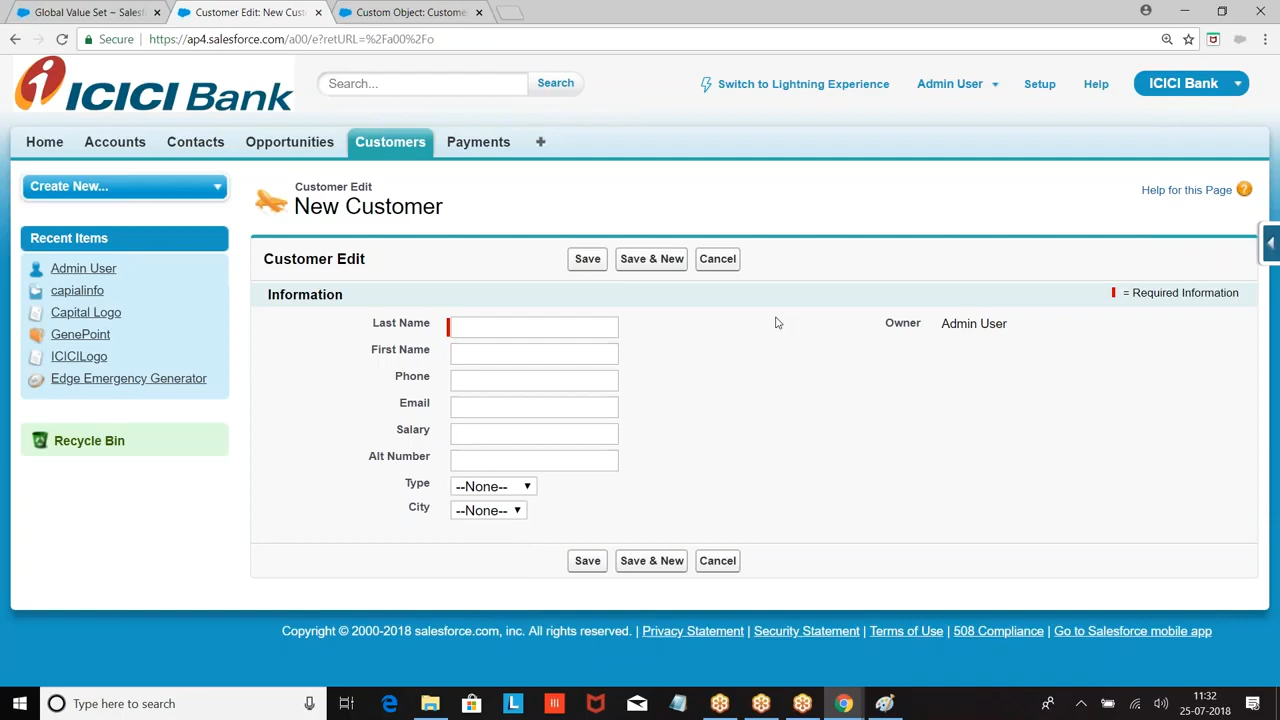 Global Value Set ~ Salesf
Customer Edit: New Cust
Custom Object: Custome
Secure
https://ap4.salesforce.com/a00/e?retURL=%2Fa00%2Fo
ICICI Bank
Search...
Search
Switch to Lightning Experience
Admin User
Setup
Help
ICICI Bank
Home
Accounts
Contacts
Opportunities
Customers
Payments
Create New...
Customer Edit
New Customer
Help for this Page
Recent Items
Admin User
capialinfo
Capital Logo
GenePoint
ICICILogo
Edge Emergency Generator
Recycle Bin
Customer Edit
Save
Save & New
Cancel
Information
= Required Information
Last Name
Owner
Admin User
First Name
Phone
Email
Salary
Alt Number
Type
--None--
City
--None--
Save
Save & New
Cancel
Copyright © 2000-2018 salesforce.com, inc. All rights reserved. | Privacy Statement | Security Statement | Terms of Use | 508 Compliance | Go to Salesforce mobile app
Type here to search
11:32
25-07-2018